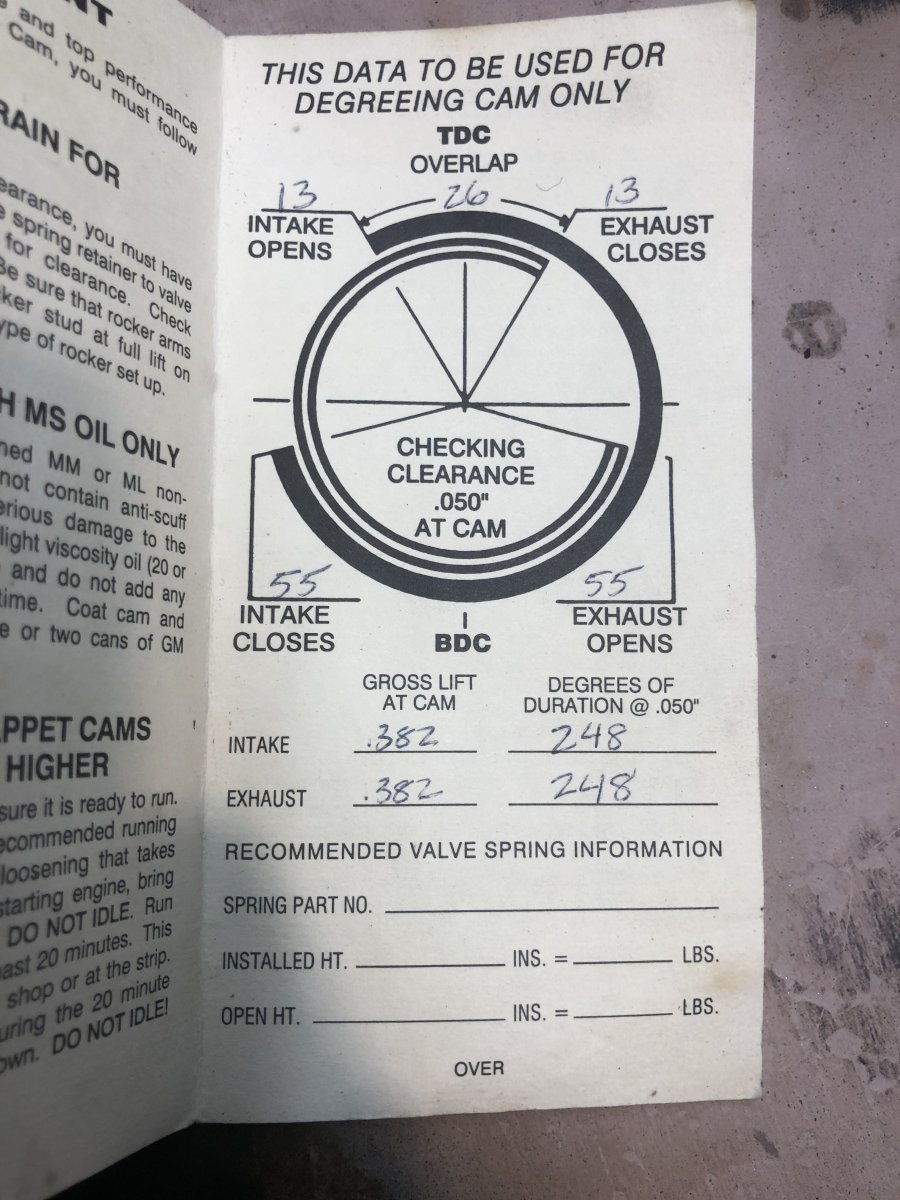 NT
and top performance
Cam, you must follow
RAIN FOR
earance, you must have
spring retainer to valve
for clearance. Check
Be sure that rocker arms
ker stud at full lift on
ype of rocker set up.
H MS OIL ONLY
ned MM or ML non-
not contain anti-scuff
erious damage to the
light viscosity oil (20 or
and do not add any
time. Coat cam and
e or two cans of GM
PPET CAMS
HIGHER
sure it is ready to run.
ecommended running
loosening that takes
starting engine, bring
DO NOT IDLE. Run
east 20 minutes. This
shop or at the strip.
uring the 20 minute
own. DO NOT IDLE!
THIS DATA TO BE USED FOR
DEGREEING CAM ONLY
TDC
OVERLAP
13 26 13
INTAKE OPENS
EXHAUST CLOSES
CHECKING
CLEARANCE
.050"
AT CAM
55 55
INTAKE CLOSES
EXHAUST OPENS
BDC
GROSS LIFT AT CAM
DEGREES OF DURATION @ .050"
INTAKE .382 248
EXHAUST .382 248
RECOMMENDED VALVE SPRING INFORMATION
SPRING PART NO.
INSTALLED HT. INS. = LBS.
OPEN HT. INS. = LBS.
OVER